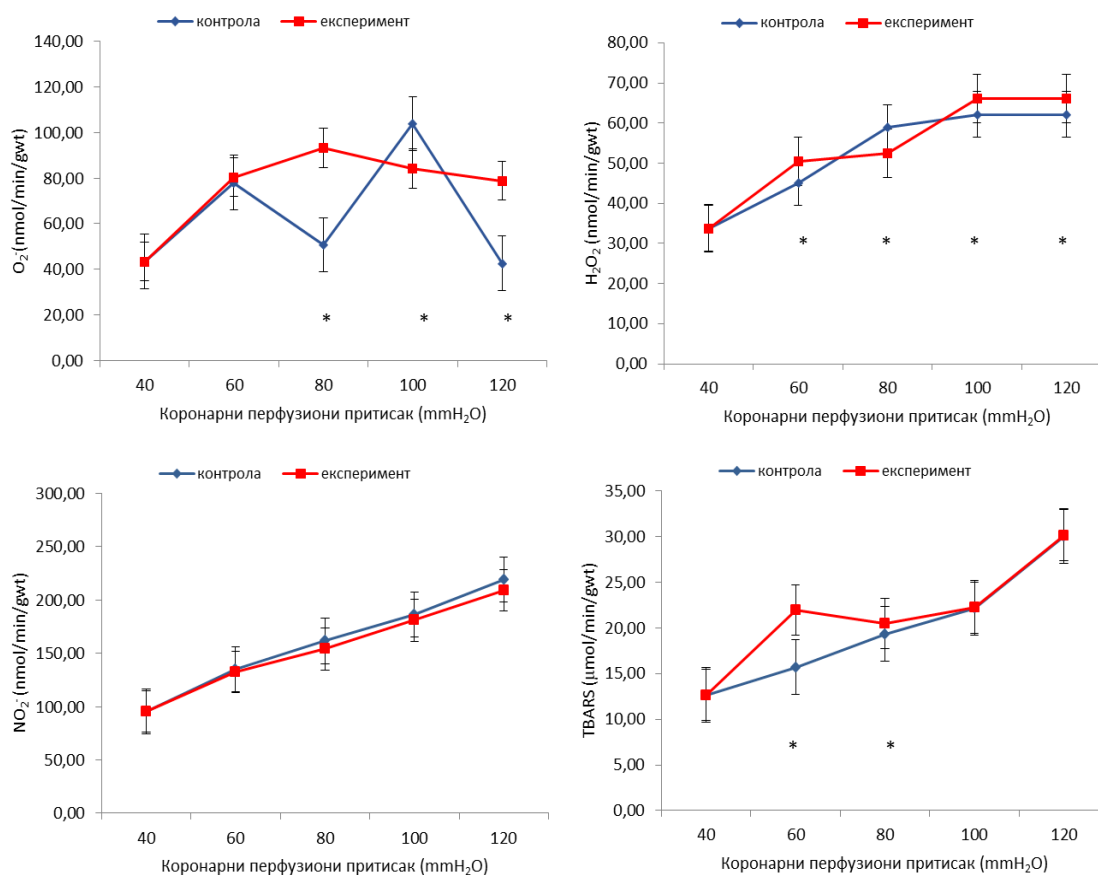 контрола експеримент
140,00
120,00
100,00
80,00
60,00
40,00
20,00
0,00
O₂⁻(nmol/min/gwt)
* * *
40 60 80 100 120
Коронарни перфузиони притисак (mmH₂O)
контрола експеримент
80,00
70,00
60,00
50,00
40,00
30,00
20,00
10,00
0,00
H₂O₂ (nmol/min/gwt)
* * * *
40 60 80 100 120
Коронарни перфузиони притисак (mmH₂O)
контрола експеримент
300,00
250,00
200,00
150,00
100,00
50,00
0,00
NO₂⁻(nmol/min/gwt)
40 60 80 100 120
Коронарни перфузиони притисак (mmH₂O)
контрола експеримент
35,00
30,00
25,00
20,00
15,00
10,00
5,00
0,00
TBARS (µmol/min/gwt)
* *
40 60 80 100 120
Коронарни перфузиони притисак (mmH₂O)